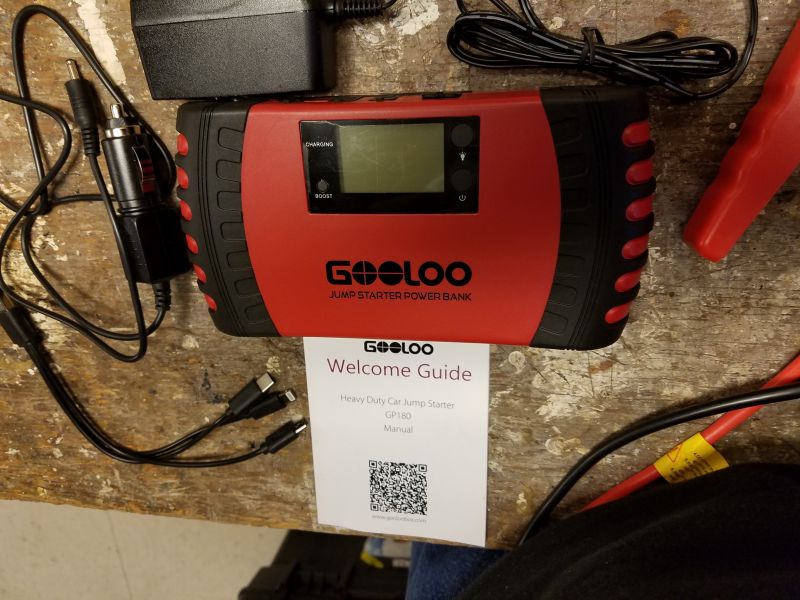 CHARGING
BOOST
GOOLOO
JUMP STARTER POWER BANK
GOOLOO
Welcome Guide
Heavy Duty Car Jump Starter
GP180
Manual